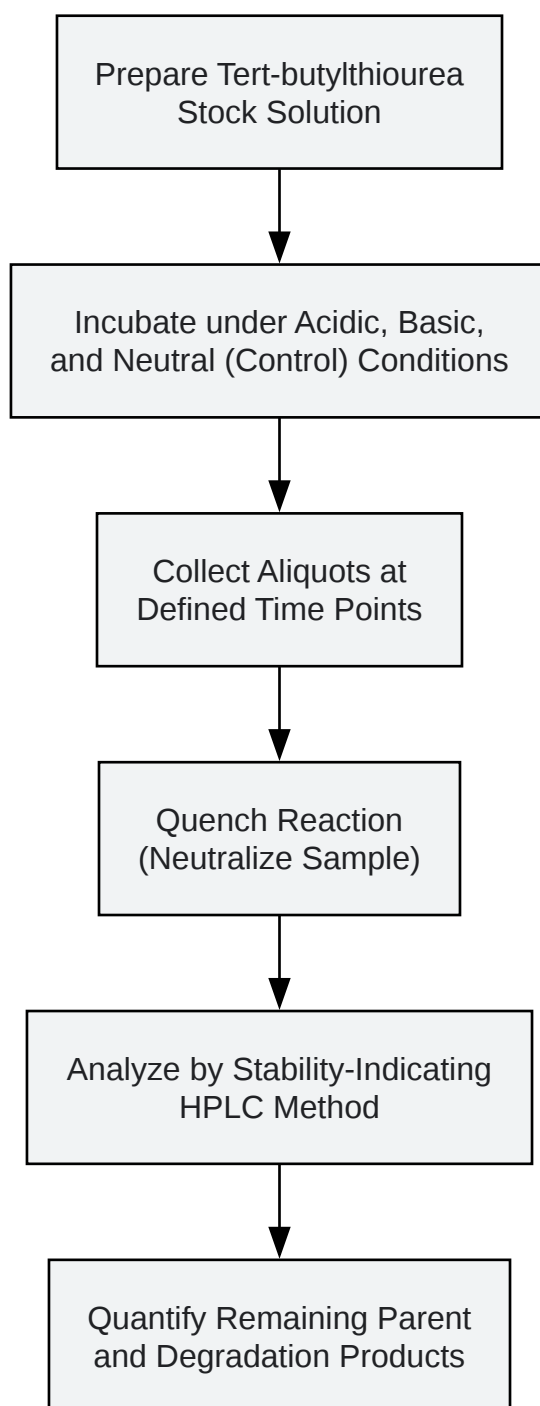 Prepare Tert-butylthiourea
Stock Solution
Incubate under Acidic, Basic,
and Neutral (Control) Conditions
Collect Aliquots at
Defined Time Points
Quench Reaction
(Neutralize Sample)
Analyze by Stability-Indicating
HPLC Method
Quantify Remaining Parent
and Degradation Products